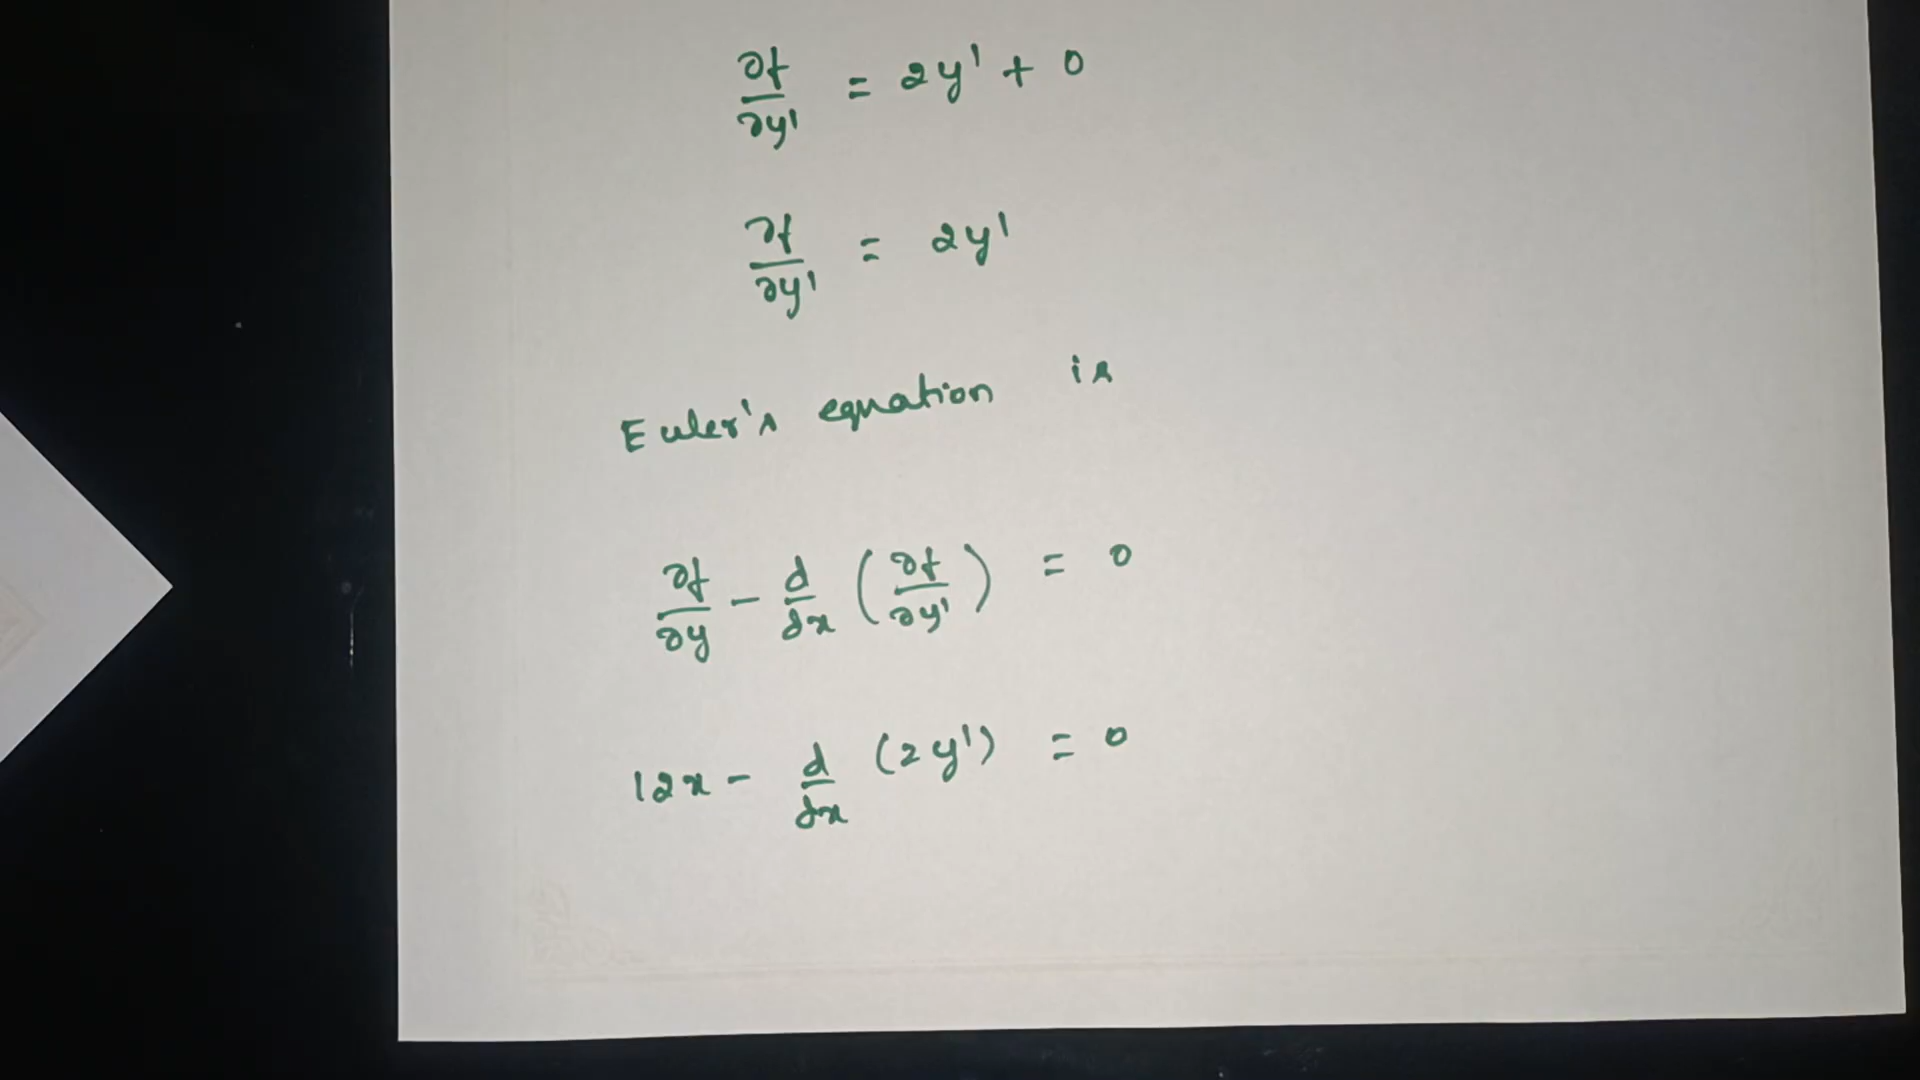 ∂f/∂y' = 2y' + 0
∂f/∂y' = 2y'
Euler's equation is
∂f/∂y - d/dx (∂f/∂y') = 0
12x - d/dx (2y') = 0